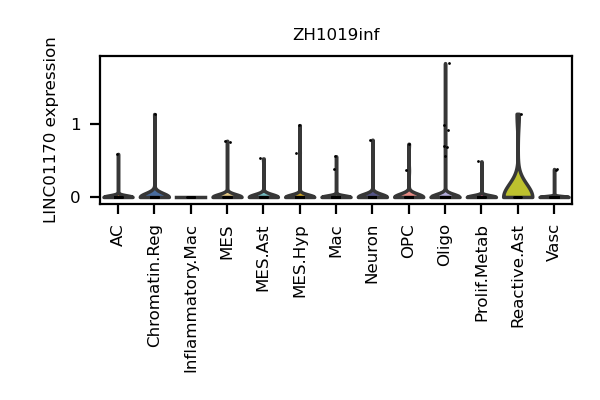 ZH1019inf
LINC01170 expression
1
0
AC
Chromatin.Reg
Inflammatory.Mac
MES
MES.Ast
MES.Hyp
Mac
Neuron
OPC
Oligo
Prolif.Metab
Reactive.Ast
Vasc